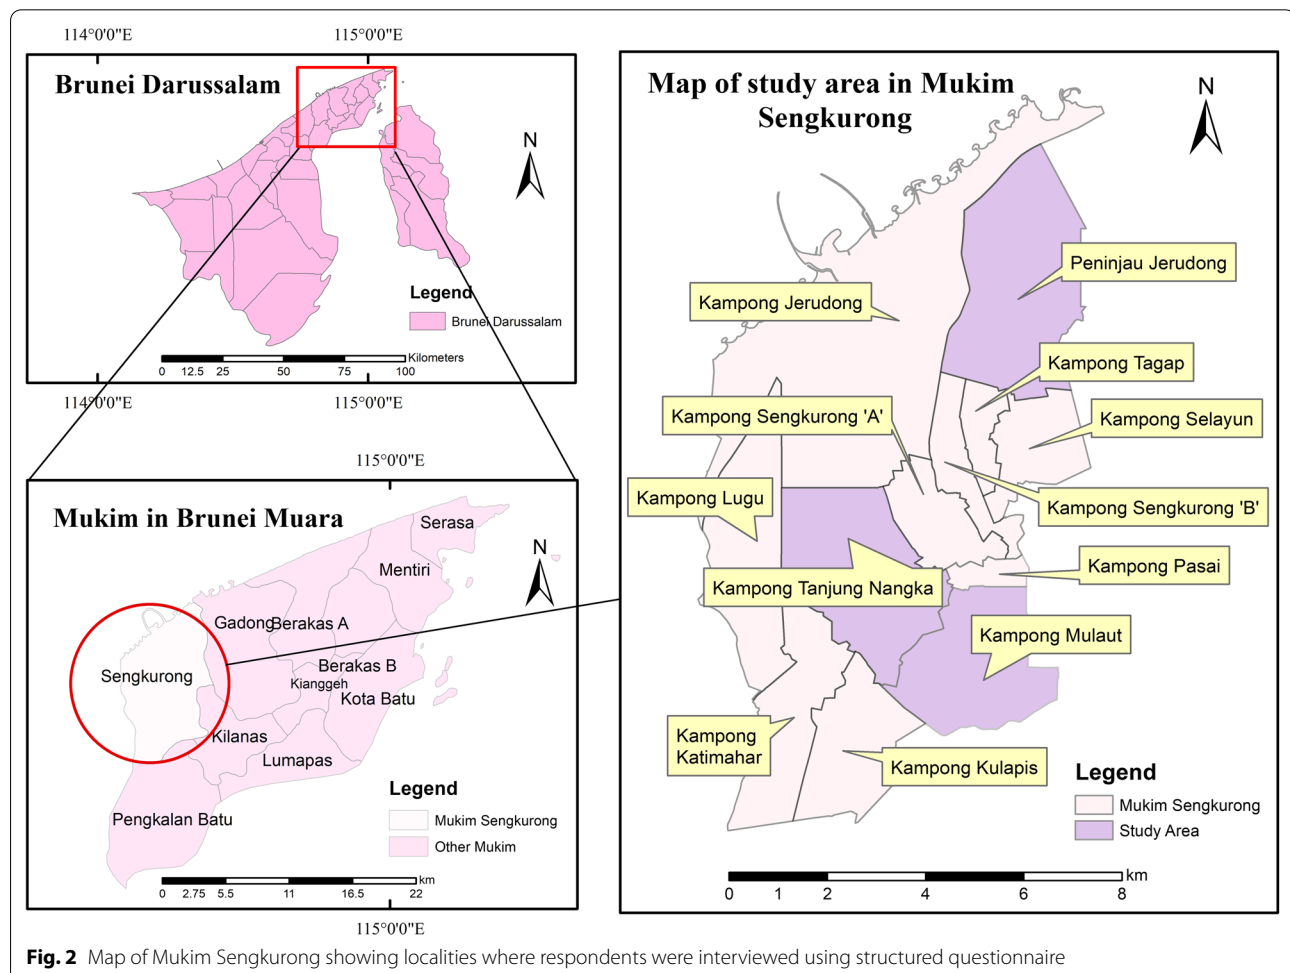 114°0'0"E
115°0'0"E
Brunei Darussalam
N
Legend
Brunei Darussalam
Kilometers
0 12.5 25 50 75 100
114°0'0"E
115°0'0"E
115°0'0"E
Mukim in Brunei Muara
Serasa
N
Mentiri
Gadong
Berakas A
Berakas B
Sengkurong
Kianggeh
Kota Batu
Kilanas
Lumapas
Legend
Pengkalan Batu
Mukim Sengkurong
Other Mukim
km
0 2.75 5.5 11 16.5 22
115°0'0"E
Map of study area in Mukim
Sengkurong
N
Peninjau Jerudong
Kampong Jerudong
Kampong Tagap
Kampong Sengkurong 'A'
Kampong Selayun
Kampong Lugu
Kampong Sengkurong 'B'
Kampong Pasai
Kampong Tanjung Nangka
Kampong Mulaut
Kampong
Katimahar
Kampong Kulapis
Legend
Mukim Sengkurong
Study Area
km
0 1 2 4 6 8
Fig. 2 Map of Mukim Sengkurong showing localities where respondents were interviewed using structured questionnaire